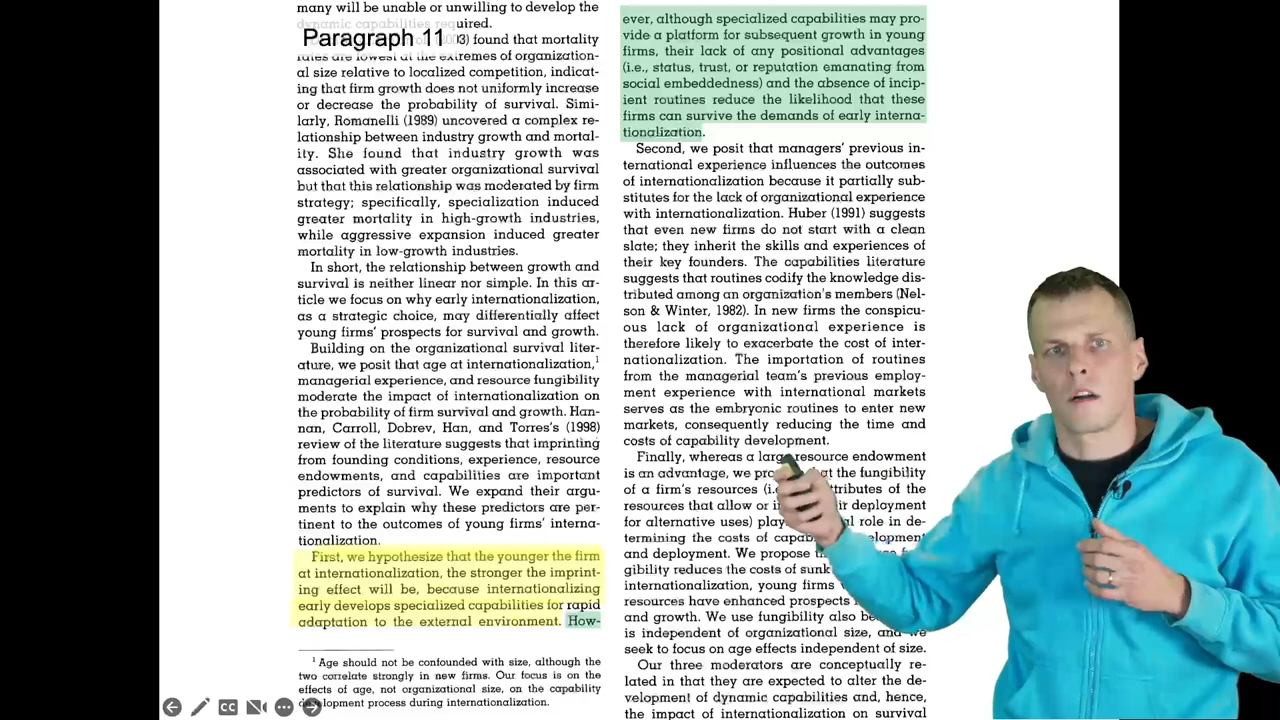 many will be unable or unwilling to develop the
dynamic capabilities required.
Paragraph 11
3) found that mortality
rates are lowest at the extremes of organization-
al size relative to localized competition, indicat-
ing that firm growth does not uniformly increase
or decrease the probability of survival. Simi-
larly, Romanelli (1989) uncovered a complex re-
lationship between industry growth and mortal-
ity. She found that industry growth was
associated with greater organizational survival
but that this relationship was moderated by firm
strategy; specifically, specialization induced
greater mortality in high-growth industries,
while aggressive expansion induced greater
mortality in low-growth industries.
In short, the relationship between growth and
survival is neither linear nor simple. In this ar-
ticle we focus on why early internationalization,
as a strategic choice, may differentially affect
young firms' prospects for survival and growth.
Building on the organizational survival liter-
ature, we posit that age at internationalization,1
managerial experience, and resource fungibility
moderate the impact of internationalization on
the probability of firm survival and growth. Han-
nan, Carroll, Dobrev, Han, and Torres's (1998)
review of the literature suggests that imprinting
from founding conditions, experience, resource
endowments, and capabilities are important
predictors of survival. We expand their argu-
ments to explain why these predictors are per-
tinent to the outcomes of young firms' interna-
tionalization.
First, we hypothesize that the younger the firm
at internationalization, the stronger the imprint-
ing effect will be, because internationalizing
early develops specialized capabilities for rapid
adaptation to the external environment. How-
1 Age should not be confounded with size, although the
two correlate strongly in new firms. Our focus is on the
effects of age, not organizational size, on the capability
development process during internationalization.
CC
ever, although specialized capabilities may pro-
vide a platform for subsequent growth in young
firms, their lack of any positional advantages
(i.e., status, trust, or reputation emanating from
social embeddedness) and the absence of incip-
ient routines reduce the likelihood that these
firms can survive the demands of early interna-
tionalization.
Second, we posit that managers' previous in-
ternational experience influences the outcomes
of internationalization because it partially sub-
stitutes for the lack of organizational experience
with internationalization. Huber (1991) suggests
that even new firms do not start with a clean
slate; they inherit the skills and experiences of
their key founders. The capabilities literature
suggests that routines codify the knowledge dis-
tributed among an organization's members (Nel-
son & Winter, 1982). In new firms the conspicu-
ous lack of organizational experience is
therefore likely to exacerbate the cost of inter-
nationalization. The importation of routines
from the managerial team's previous employ-
ment experience with international markets
serves as the embryonic routines to enter new
markets, consequently reducing the time and
costs of capability development.
Finally, whereas a large resource endowment
is an advantage, we pro at the fungibility
of a firm's resources (i. ttributes of the
resources that allow or ir deployment
for alternative uses) play l role in de-
termining the costs of capab lopment
and deployment. We propose
gibility reduces the costs of sunk
internationalization, young firms
resources have enhanced prospects
and growth. We use fungibility also be
is independent of organizational size, and we
seek to focus on age effects independent of size.
Our three moderators are conceptually re-
lated in that they are expected to alter the de-
velopment of dynamic capabilities and, hence,
the impact of internationalization on survival